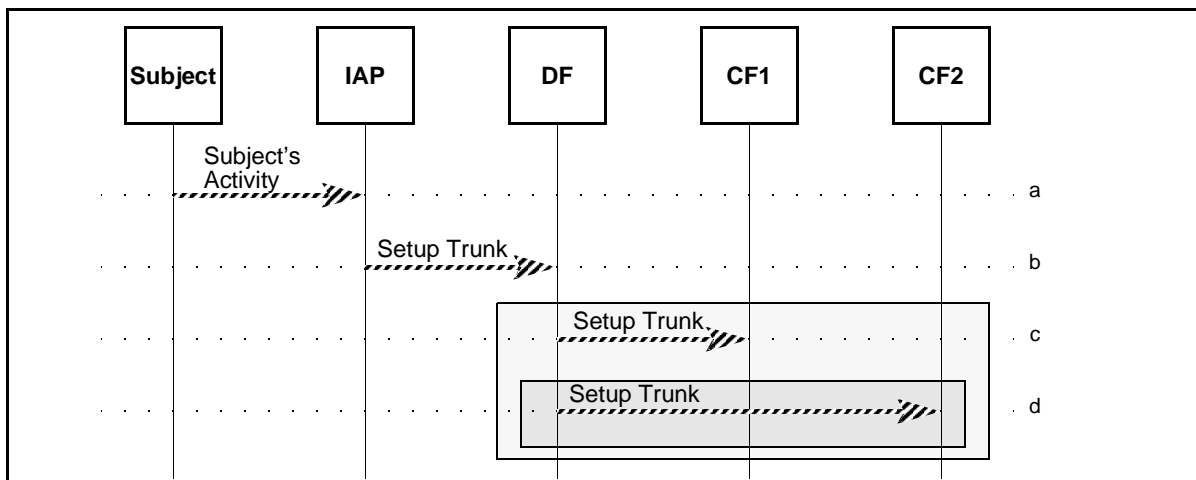 Subject
IAP
DF
CF1
CF2
Subject's
Activity
a
Setup Trunk
b
Setup Trunk
c
Setup Trunk
d